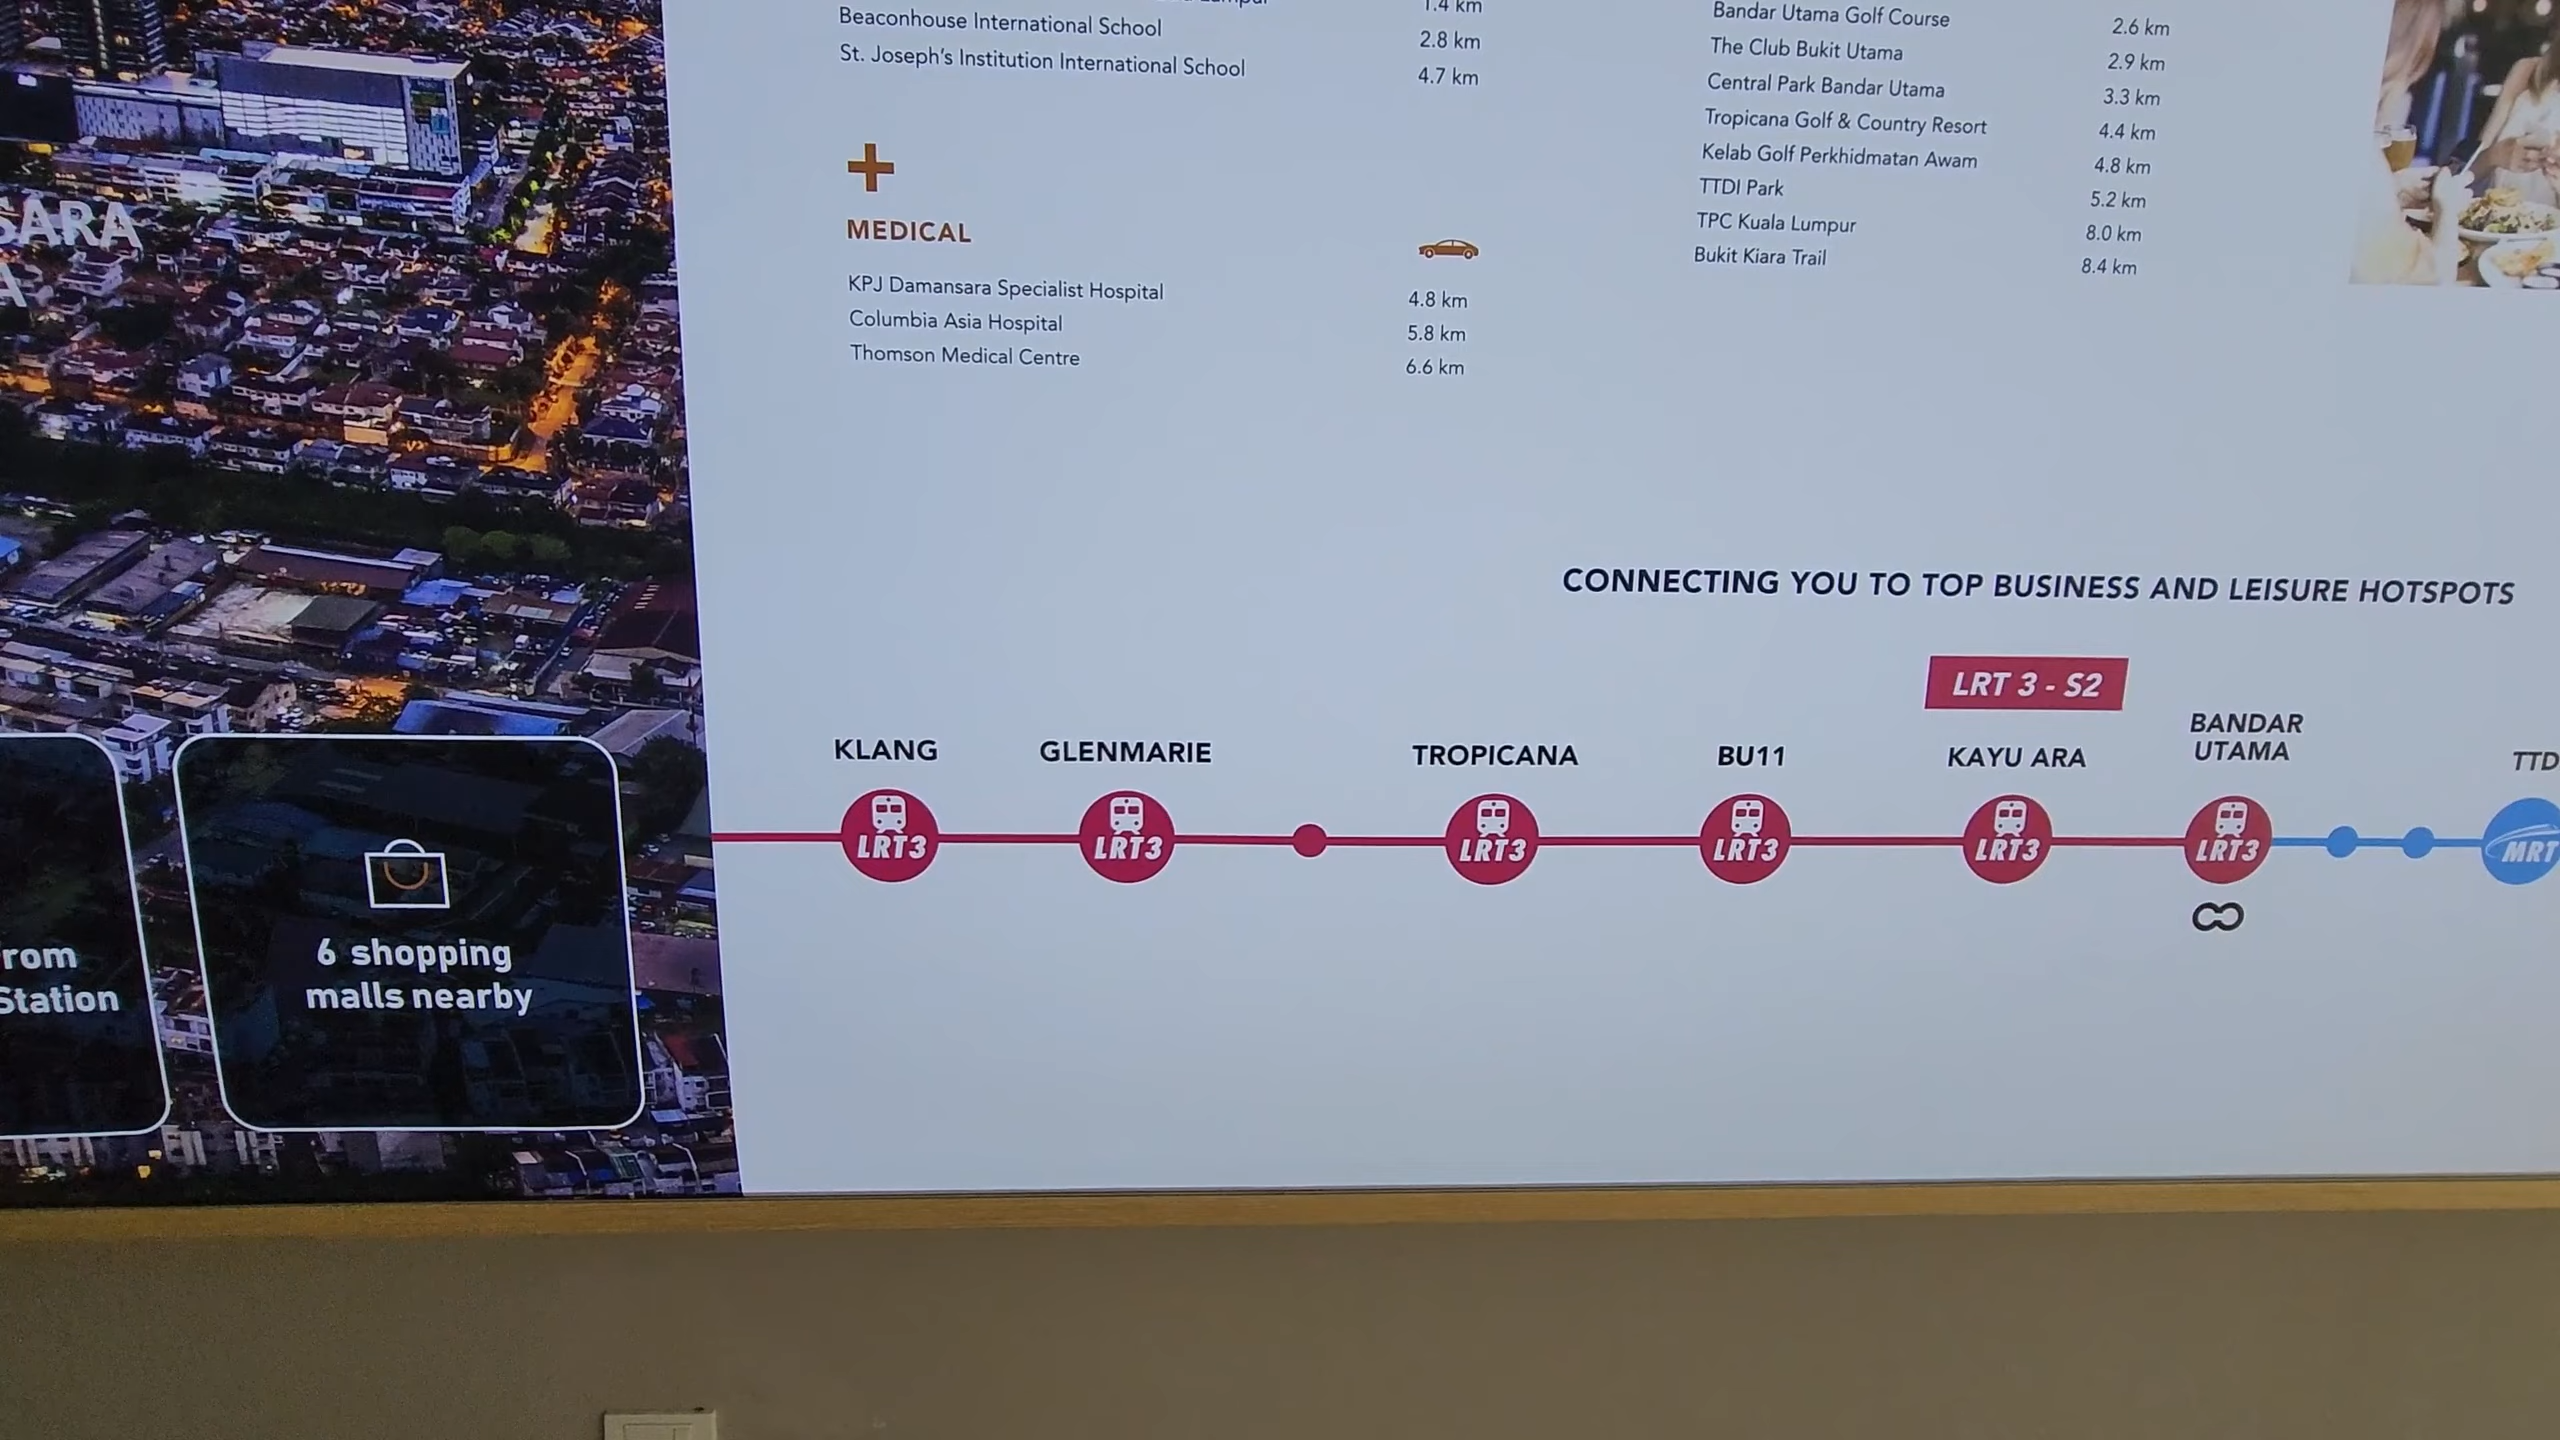 SARA
A
rom
Station
6 shopping
malls nearby
1.4 km
Beaconhouse International School 2.8 km
St. Joseph's Institution International School 4.7 km
MEDICAL
KPJ Damansara Specialist Hospital 4.8 km
Columbia Asia Hospital 5.8 km
Thomson Medical Centre 6.6 km
Bandar Utama Golf Course 2.6 km
The Club Bukit Utama 2.9 km
Central Park Bandar Utama 3.3 km
Tropicana Golf & Country Resort 4.4 km
Kelab Golf Perkhidmatan Awam 4.8 km
TTDI Park 5.2 km
TPC Kuala Lumpur 8.0 km
Bukit Kiara Trail 8.4 km
CONNECTING YOU TO TOP BUSINESS AND LEISURE HOTSPOTS
LRT 3 - S2
KLANG
GLENMARIE
TROPICANA
BU11
KAYU ARA
BANDAR
UTAMA
TTD
LRT3
LRT3
LRT3
LRT3
LRT3
LRT3
MRT